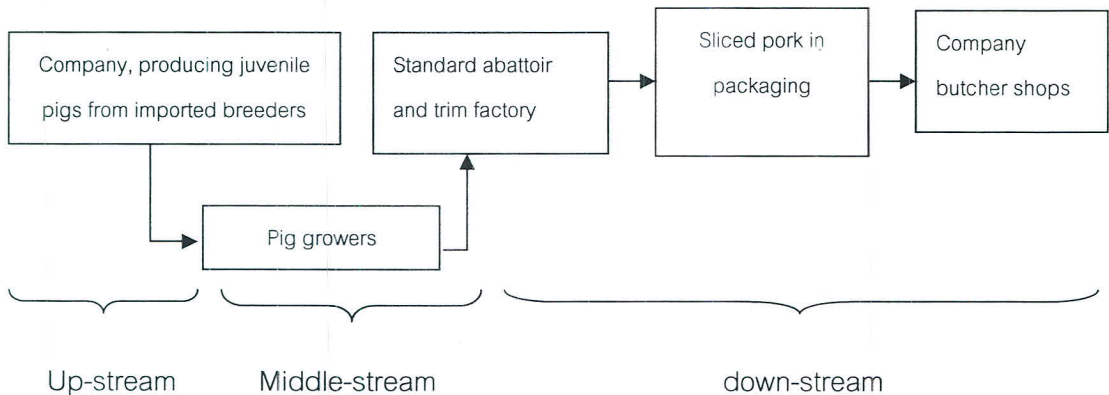 Company, producing juvenile
pigs from imported breeders
Standard abattoir
and trim factory
Sliced pork in
packaging
Company
butcher shops
Pig growers
Up-stream
Middle-stream
down-stream